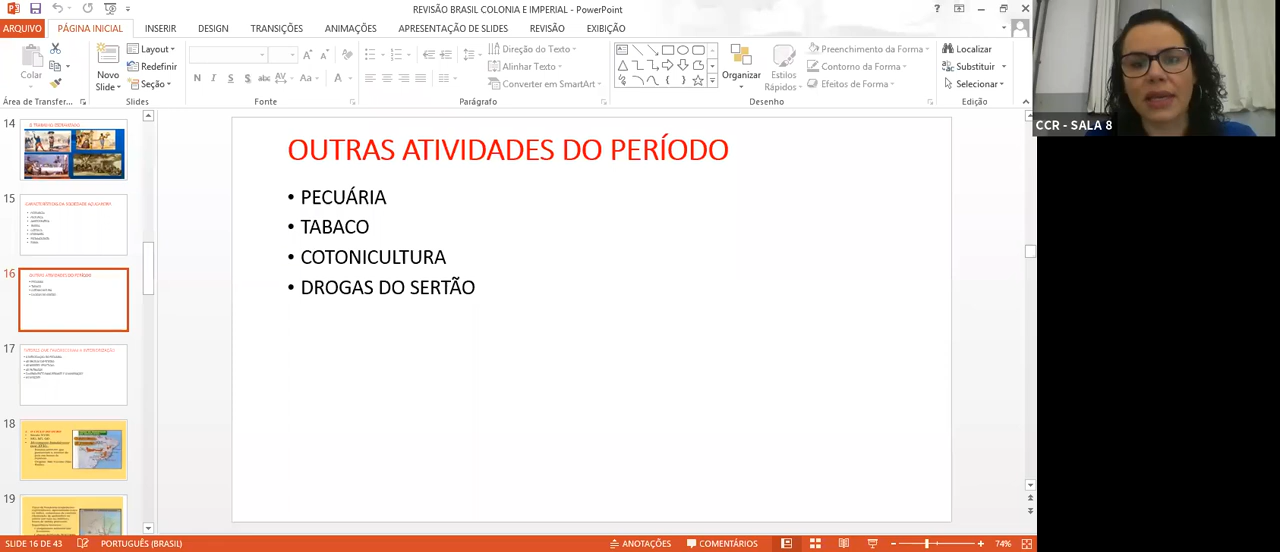 REVISÃO BRASIL COLONIA E IMPERIAL - PowerPoint
ARQUIVO PÁGINA INICIAL INSERIR DESIGN TRANSIÇÕES ANIMAÇÕES APRESENTAÇÃO DE SLIDES REVISÃO EXIBIÇÃO
Colar
Novo
Slide
Layout
Redefinir
Seção
N I S S abc AV Aa A
Direção do Texto
Alinhar Texto
Converter em SmartArt
Organizar
Estilos
Rápidos
Preenchimento da Forma
Contorno da Forma
Efeitos de Forma
Localizar
Substituir
Selecionar
Área de Transfer... Slides Fonte Parágrafo Desenho Edição
CCR - SALA 8
14
15
16
17
18
19
OUTRAS ATIVIDADES DO PERÍODO
• PECUÁRIA
• TABACO
• COTONICULTURA
• DROGAS DO SERTÃO
SLIDE 16 DE 43 PORTUGUÊS (BRASIL) ANOTAÇÕES COMENTÁRIOS 74%